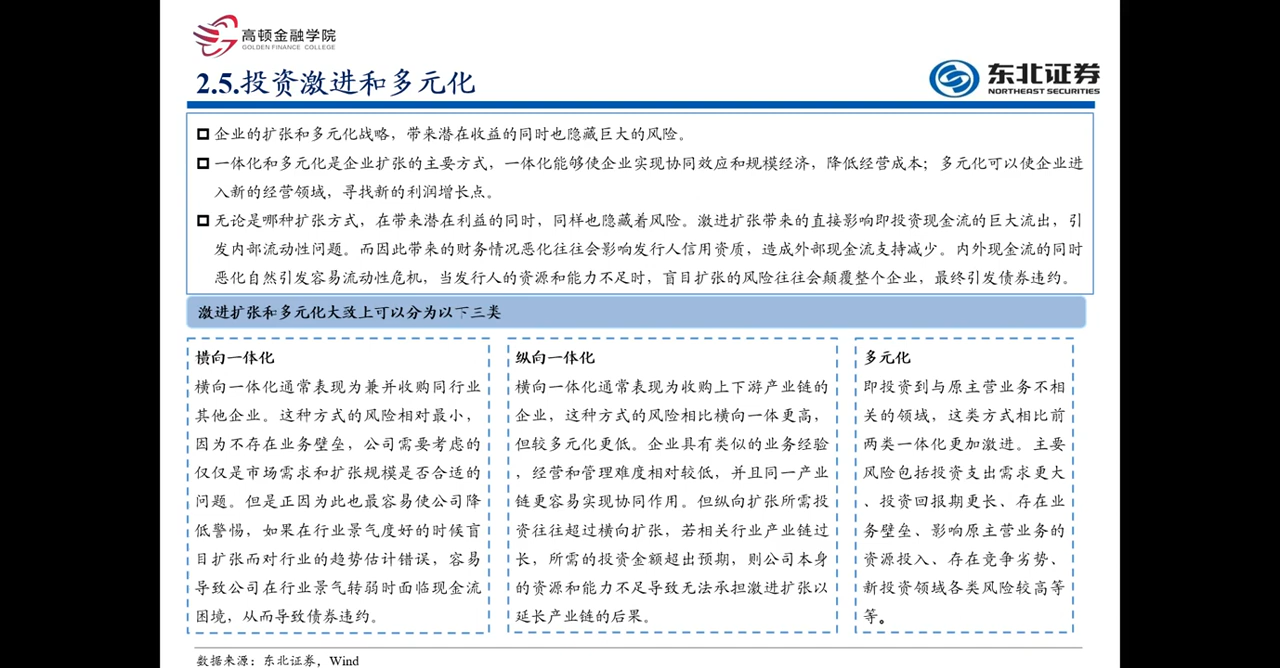 高顿金融学院
GOLDEN FINANCE COLLEGE
2.5.投资激进和多元化
东北证券
NORTHEAST SECURITIES
企业的扩张和多元化战略，带来潜在收益的同时也隐藏巨大的风险。
一体化和多元化是企业扩张的主要方式，一体化能够使企业实现协同效应和规模经济，降低经营成本；多元化可以使企业进
入新的经营领域，寻找新的利润增长点。
无论是哪种扩张方式，在带来潜在利益的同时，同样也隐藏着风险。激进扩张带来的直接影响即投资现金流的巨大流出，引
发内部流动性问题。而因此带来的财务情况恶化往往会影响发行人信用资质，造成外部现金流支持减少。内外现金流的同时
恶化自然引发容易流动性危机，当发行人的资源和能力不足时，盲目扩张的风险往往会颠覆整个企业，最终引发债券违约。
激进扩张和多元化大致上可以分为以下三类
横向一体化
横向一体化通常表现为兼并收购同行业
其他企业。这种方式的风险相对最小，
因为不存在业务壁垒，公司需要考虑的
仅仅是市场需求和扩张规模是否合适的
问题。但是正因为此也最容易使公司降
低警惕，如果在行业景气度好的时候盲
目扩张而对行业的趋势估计错误，容易
导致公司在行业景气转弱时面临现金流
困境，从而导致债券违约。
纵向一体化
横向一体化通常表现为收购上下游产业链的
企业，这种方式的风险相比横向一体更高，
但较多元化更低。企业具有类似的业务经验
，经营和管理难度相对较低，并且同一产业
链更容易实现协同作用。但纵向扩张所需投
资往往超过横向扩张，若相关行业产业链过
长，所需的投资金额超出预期，则公司本身
的资源和能力不足导致无法承担激进扩张以
延长产业链的后果。
多元化
即投资到与原主营业务不相
关的领域，这类方式相比前
两类一体化更加激进。主要
风险包括投资支出需求更大
、投资回报期更长、存在业
务壁垒、影响原主营业务的
资源投入、存在竞争劣势、
新投资领域各类风险较高等
等。
数据来源：东北证券，Wind